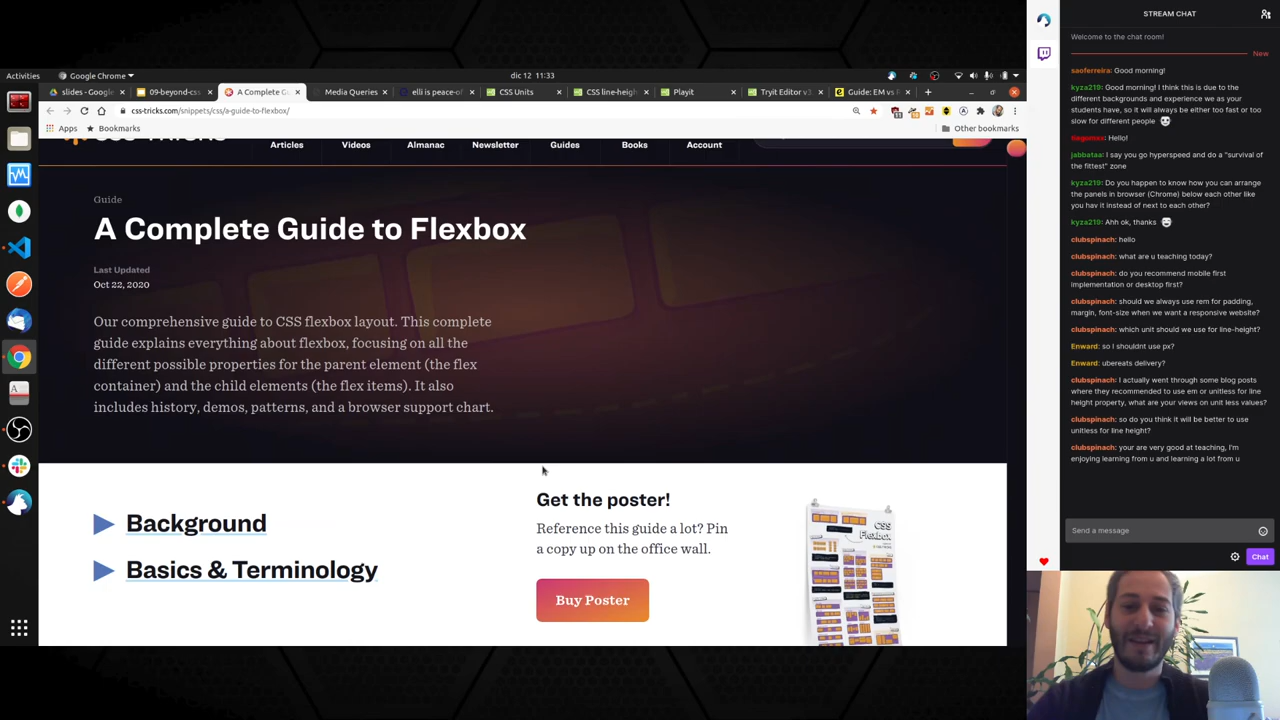 STREAM CHAT
Welcome to the chat room!
New
saoferreira: Good morning!
kyza219: Good morning! I think this is due to the
different backgrounds and experience we as your
students have, so it will always be either too fast or too
slow for different people
Hello!
jabbataa: I say you go hyperspeed and do a "survival of
the fittest" zone
kyza219: Do you happen to know how you can arrange
the panels in browser (Chrome) below each other like
you hav it instead of next to each other?
kyza219: Ahh ok, thanks
clubspinach: hello
clubspinach: what are u teaching today?
clubspinach: do you recommend mobile first
implementation or desktop first?
clubspinach: should we always use rem for padding,
margin, font-size when we want a responsive website?
clubspinach: which unit should we use for line-height?
Enward: so I shouldnt use px?
Enward: ubereats delivery?
clubspinach: I actually went through some blog posts
where they recommended to use em or unitless for line
height property, what are your views on unit less values?
clubspinach: so do you think it will be better to use
unitless for line height?
clubspinach: your are very good at teaching, I'm
enjoying learning from u and learning a lot from u
Send a message
Chat
Activities
Google Chrome
dic 12 11:33
slides - Google
09-beyond-css
A Complete G
Media Queries
elli is peace-of
CSS Units
CSS line-heigh
Playit
Tryit Editor v3
Guide: EM vs R
css-tricks.com/snippets/css/a-guide-to-flexbox/
Apps
Bookmarks
Other bookmarks
Articles
Videos
Almanac
Newsletter
Guides
Books
Account
Guide
A Complete Guide to Flexbox
Last Updated
Oct 22, 2020
Our comprehensive guide to CSS flexbox layout. This complete
guide explains everything about flexbox, focusing on all the
different possible properties for the parent element (the flex
container) and the child elements (the flex items). It also
includes history, demos, patterns, and a browser support chart.
Background
Basics & Terminology
Get the poster!
Reference this guide a lot? Pin
a copy up on the office wall.
Buy Poster
CSS
Flexbox